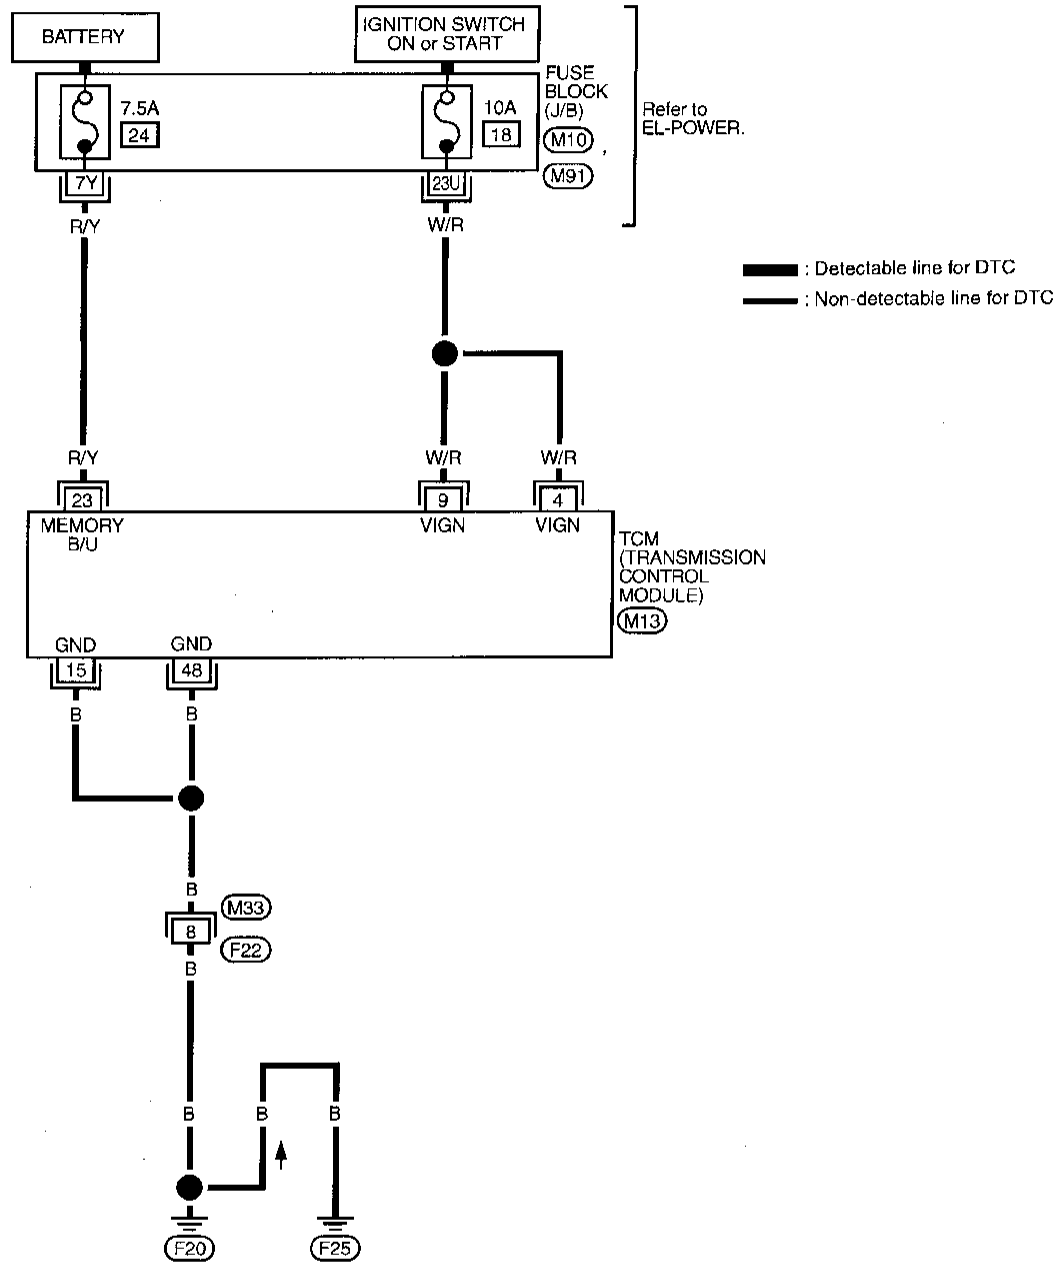 BATTERY
IGNITION SWITCH
ON or START
7.5A
24
10A
18
FUSE
BLOCK
(J/B)
M10 ,
M91
Refer to
EL-POWER.
7Y
23U
R/Y
W/R
: Detectable line for DTC
: Non-detectable line for DTC
R/Y
W/R
W/R
23
9
4
MEMORY
B/U
VIGN
VIGN
TCM
(TRANSMISSION
CONTROL
MODULE)
M13
GND
GND
15
48
B
B
B
M33
8
F22
B
B
B
B
F20
F25